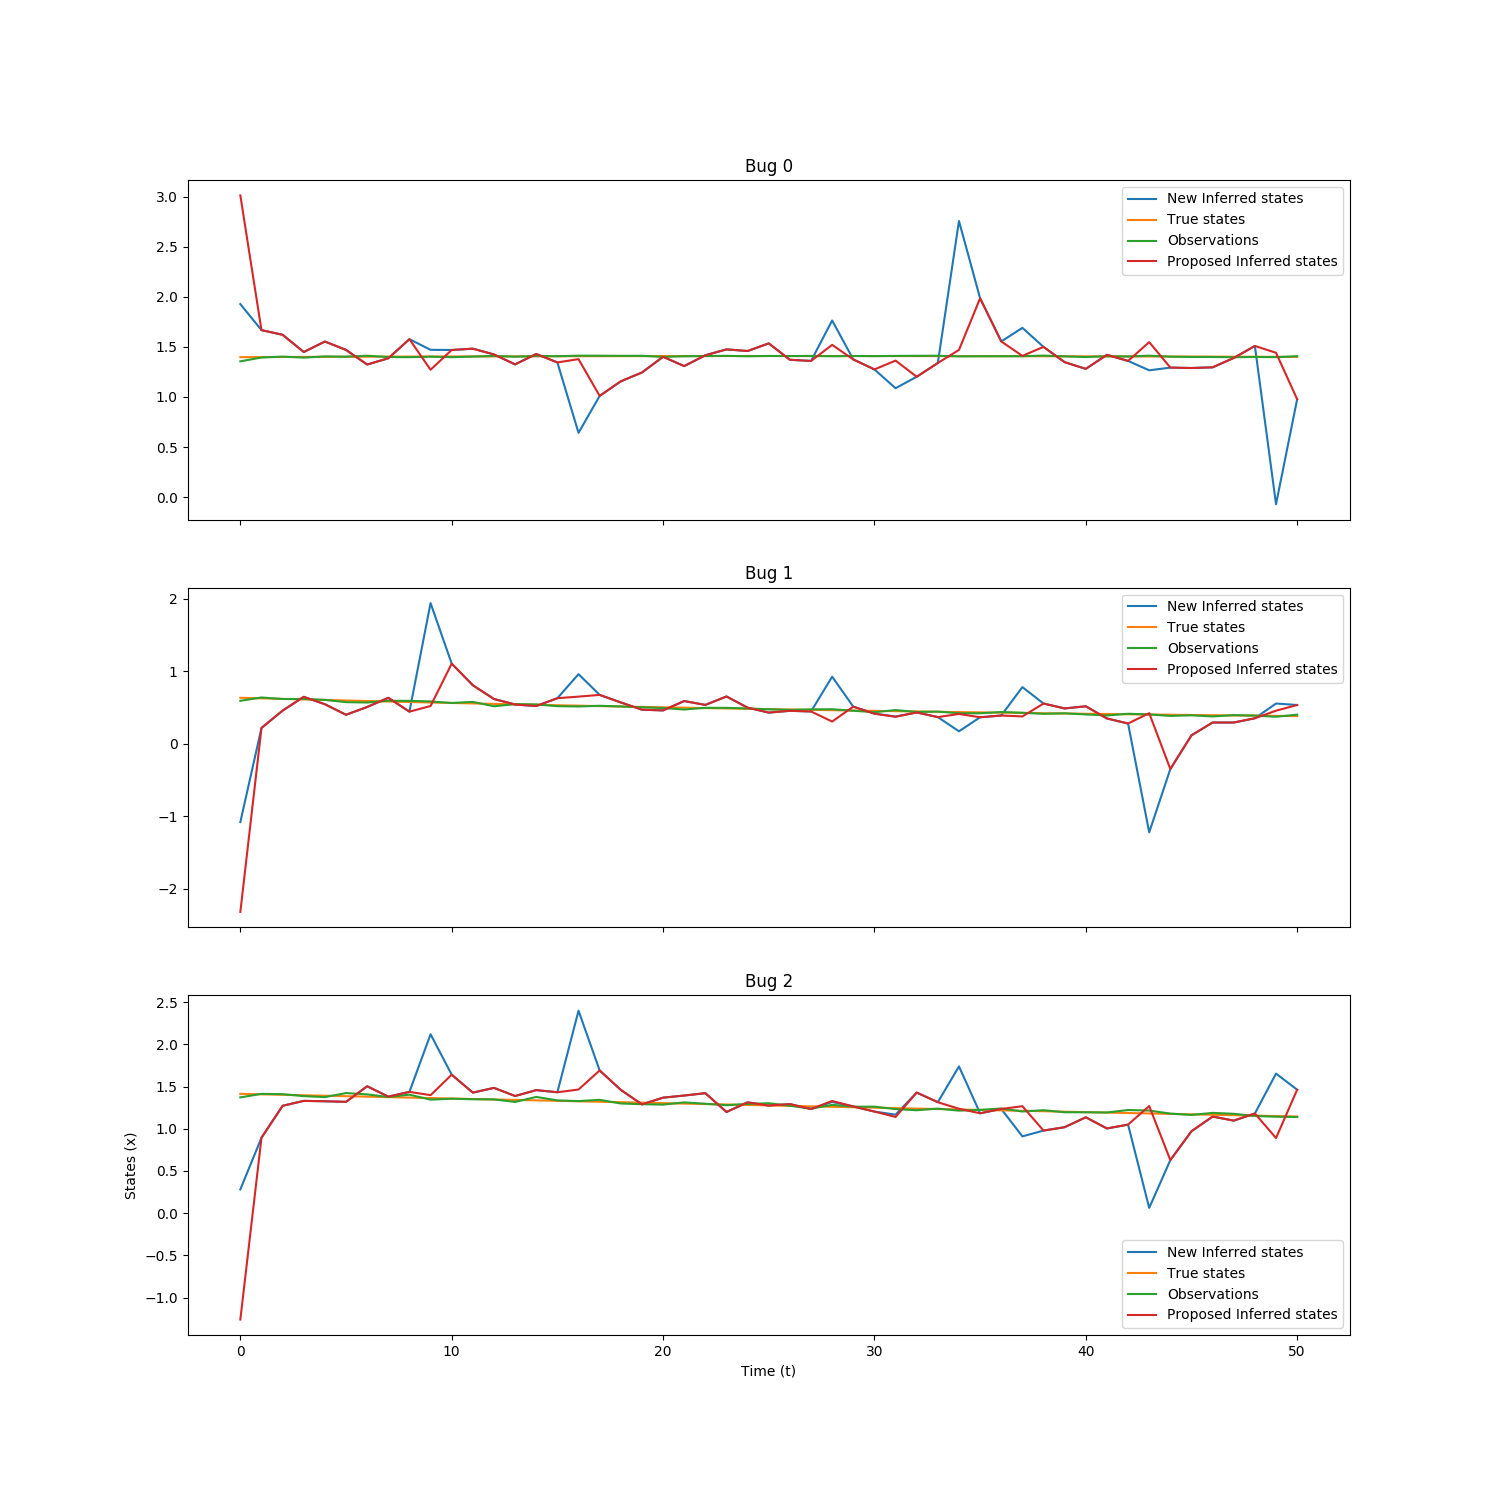 Bug 0
3.0
2.5
2.0
1.5
1.0
0.5
0.0
New Inferred states
True states
Observations
Proposed Inferred states
Bug 1
2
1
0
−1
−2
New Inferred states
True states
Observations
Proposed Inferred states
Bug 2
States (x)
2.5
2.0
1.5
1.0
0.5
0.0
−0.5
−1.0
New Inferred states
True states
Observations
Proposed Inferred states
0 10 20 30 40 50
Time (t)